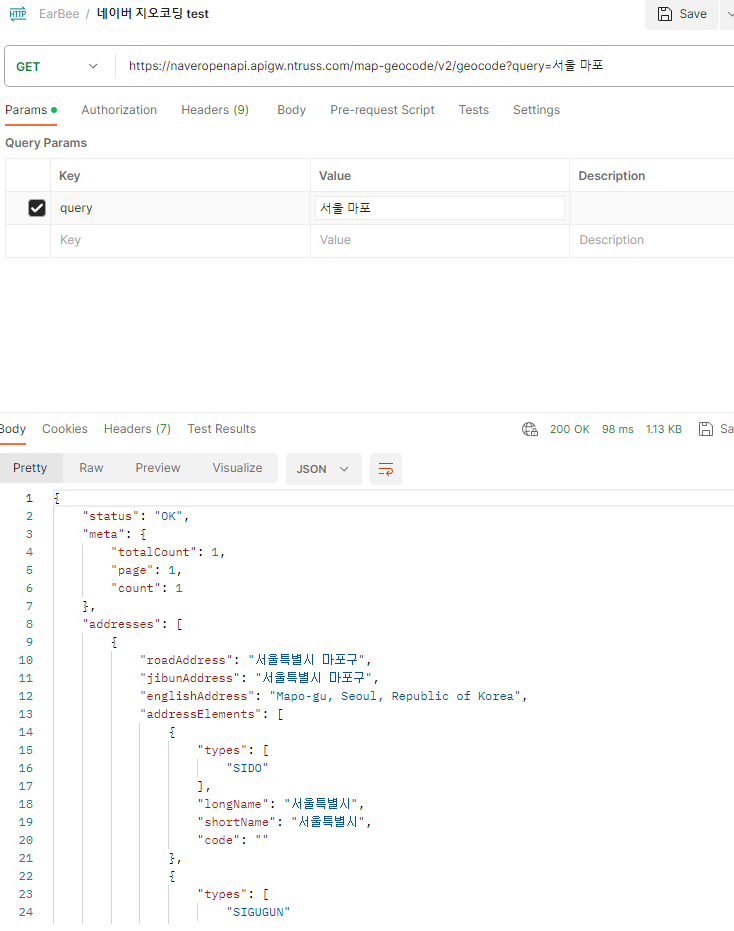 HTTP EarBee / 네이버 지오코딩 test Save
GET https://naveropenapi.apigw.ntruss.com/map-geocode/v2/geocode?query=서울 마포
Params Authorization Headers (9) Body Pre-request Script Tests Settings
Query Params
Key Value Description
query 서울 마포
Key Value Description
Body Cookies Headers (7) Test Results 200 OK 98 ms 1.13 KB Sa
Pretty Raw Preview Visualize JSON
1 {
2 "status": "OK",
3 "meta": {
4 "totalCount": 1,
5 "page": 1,
6 "count": 1
7 },
8 "addresses": [
9 {
10 "roadAddress": "서울특별시 마포구",
11 "jibunAddress": "서울특별시 마포구",
12 "englishAddress": "Mapo-gu, Seoul, Republic of Korea",
13 "addressElements": [
14 {
15 "types": [
16 "SIDO"
17 ],
18 "longName": "서울특별시",
19 "shortName": "서울특별시",
20 "code": ""
21 },
22 {
23 "types": [
24 "SIGUGUN"